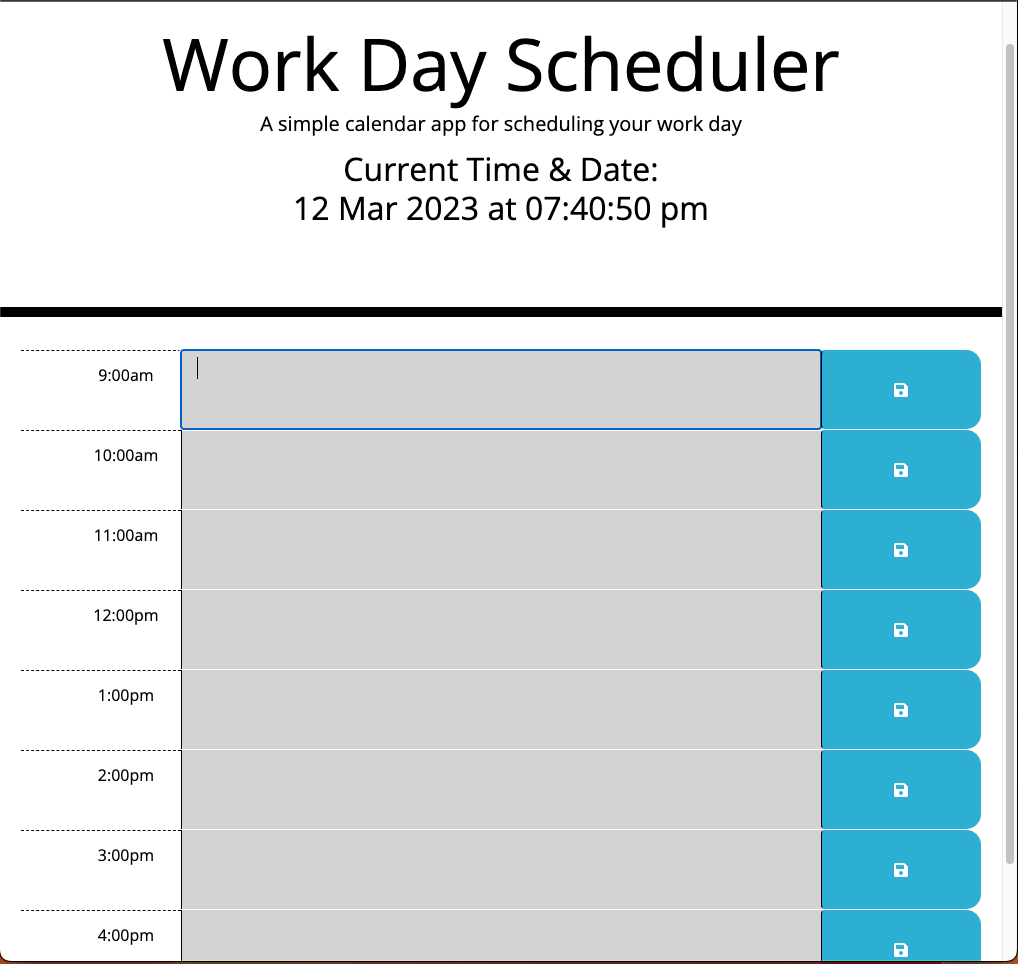 Work Day Scheduler
A simple calendar app for scheduling your work day
Current Time & Date:
12 Mar 2023 at 07:40:50 pm
9:00am
10:00am
11:00am
12:00pm
1:00pm
2:00pm
3:00pm
4:00pm